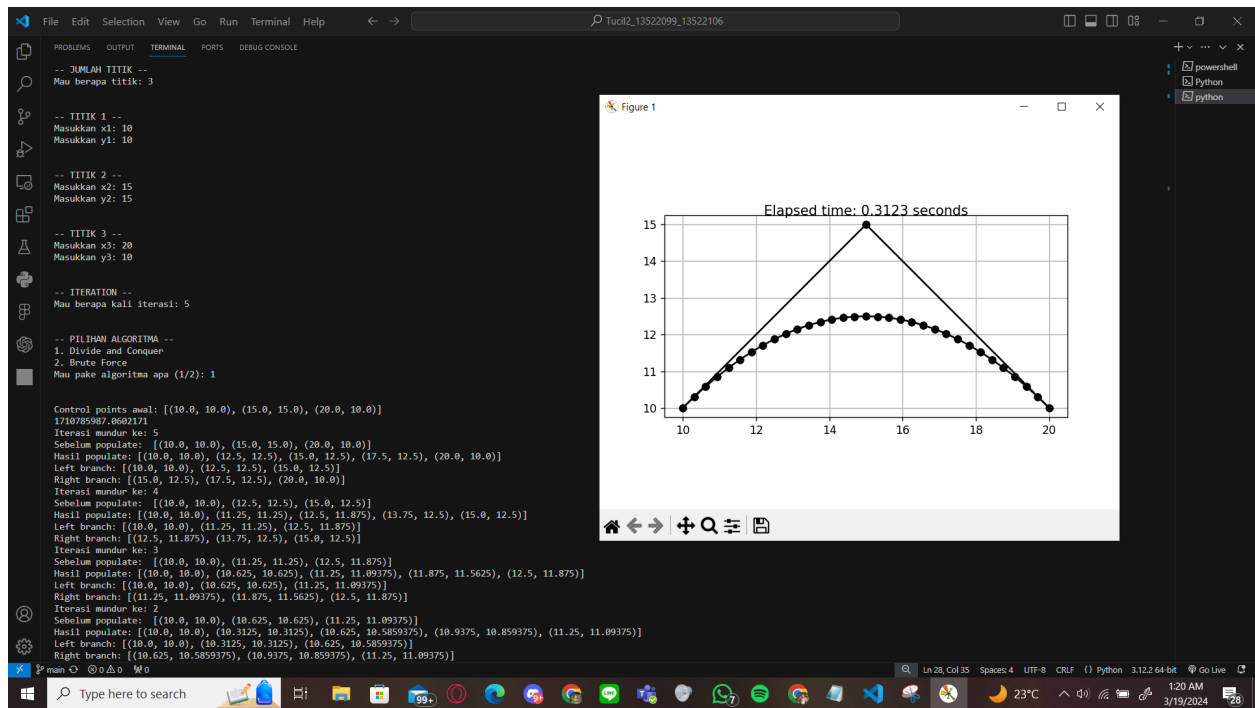 File Edit Selection View Go Run Terminal Help
Tucil2_13522099_13522106
PROBLEMS OUTPUT TERMINAL PORTS DEBUG CONSOLE
powershell
Python
python
-- JUMLAH TITIK --
Mau berapa titik: 3
-- TITIK 1 --
Masukkan x1: 10
Masukkan y1: 10
-- TITIK 2 --
Masukkan x2: 15
Masukkan y2: 15
-- TITIK 3 --
Masukkan x3: 20
Masukkan y3: 10
-- ITERATION --
Mau berapa kali iterasi: 5
-- PILIHAN ALGORITMA --
1. Divide and Conquer
2. Brute Force
Mau pake algoritma apa (1/2): 1
Control points awal: [(10.0, 10.0), (15.0, 15.0), (20.0, 10.0)]
1710785987.0602171
Iterasi mundur ke: 5
Sebelum populate:  [(10.0, 10.0), (15.0, 15.0), (20.0, 10.0)]
Hasil populate: [(10.0, 10.0), (12.5, 12.5), (15.0, 12.5), (17.5, 12.5), (20.0, 10.0)]
Left branch: [(10.0, 10.0), (12.5, 12.5), (15.0, 12.5)]
Right branch: [(15.0, 12.5), (17.5, 12.5), (20.0, 10.0)]
Iterasi mundur ke: 4
Sebelum populate:  [(10.0, 10.0), (12.5, 12.5), (15.0, 12.5)]
Hasil populate: [(10.0, 10.0), (11.25, 11.25), (12.5, 11.875), (13.75, 12.5), (15.0, 12.5)]
Left branch: [(10.0, 10.0), (11.25, 11.25), (12.5, 11.875)]
Right branch: [(12.5, 11.875), (13.75, 12.5), (15.0, 12.5)]
Iterasi mundur ke: 3
Sebelum populate:  [(10.0, 10.0), (11.25, 11.25), (12.5, 11.875)]
Hasil populate: [(10.0, 10.0), (10.625, 10.625), (11.25, 11.09375), (11.875, 11.5625), (12.5, 11.875)]
Left branch: [(10.0, 10.0), (10.625, 10.625), (11.25, 11.09375)]
Right branch: [(11.25, 11.09375), (11.875, 11.5625), (12.5, 11.875)]
Iterasi mundur ke: 2
Sebelum populate:  [(10.0, 10.0), (10.625, 10.625), (11.25, 11.09375)]
Hasil populate: [(10.0, 10.0), (10.3125, 10.3125), (10.625, 10.5859375), (10.9375, 10.859375), (11.25, 11.09375)]
Left branch: [(10.0, 10.0), (10.3125, 10.3125), (10.625, 10.5859375)]
Right branch: [(10.625, 10.5859375), (10.9375, 10.859375), (11.25, 11.09375)]
Figure 1
Elapsed time: 0.3123 seconds
15
14
13
12
11
10
10 12 14 16 18 20
main 0 0 0 Ln 28, Col 35 Spaces: 4 UTF-8 CRLF {} Python 3.12.2 64-bit Go Live
Type here to search
99+
7
23°C
1:20 AM
3/19/2024
28